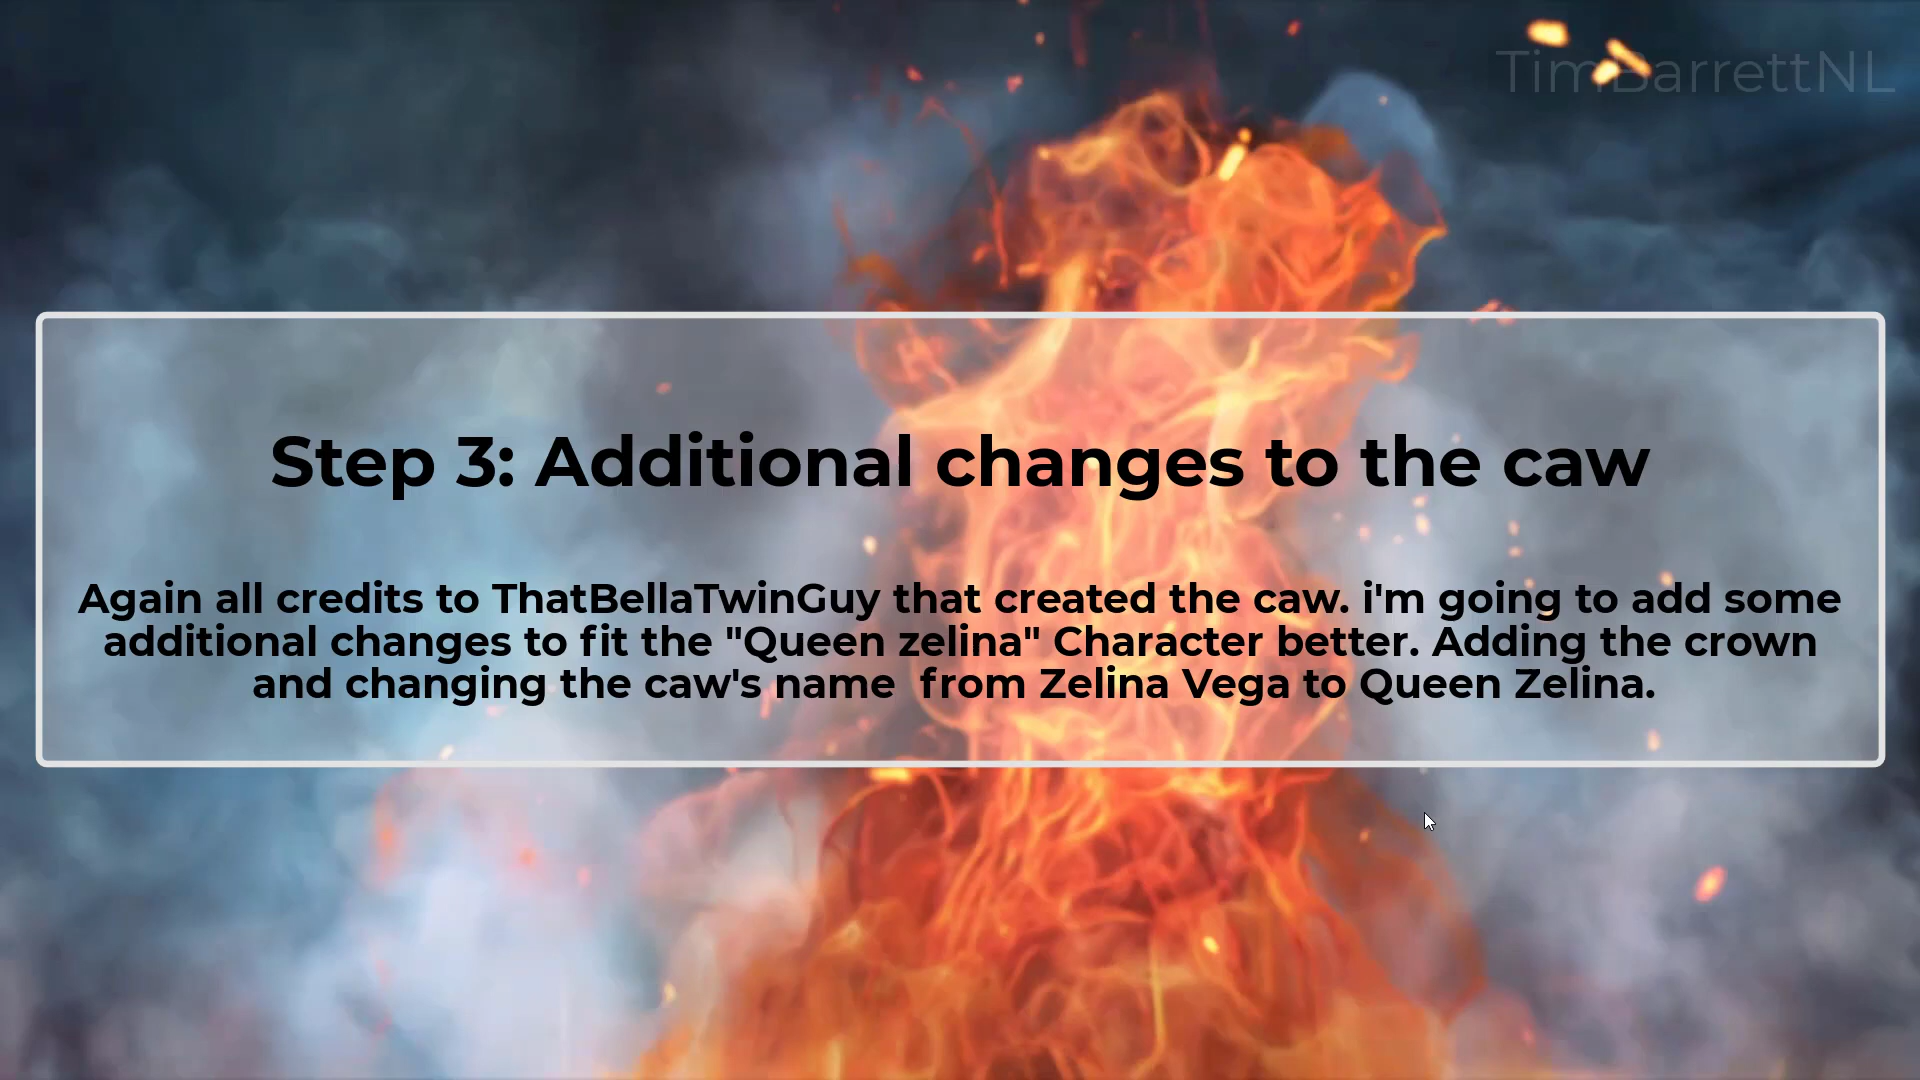 TimBarrettNL
Step 3: Additional changes to the caw
Again all credits to ThatBellaTwinGuy that created the caw. i'm going to add some
additional changes to fit the "Queen zelina" Character better. Adding the crown
and changing the caw's name  from Zelina Vega to Queen Zelina.